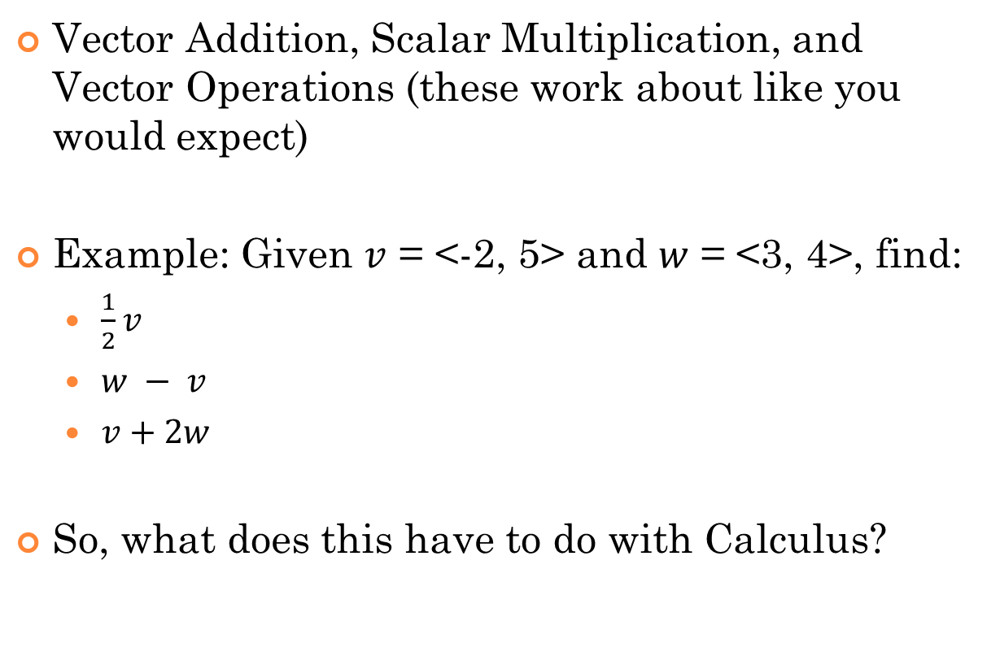 Vector Addition, Scalar Multiplication, and
Vector Operations (these work about like you
would expect)
Example: Given v = <-2, 5> and w = <3, 4>, find:
1/2 v
w − v
v + 2w
So, what does this have to do with Calculus?